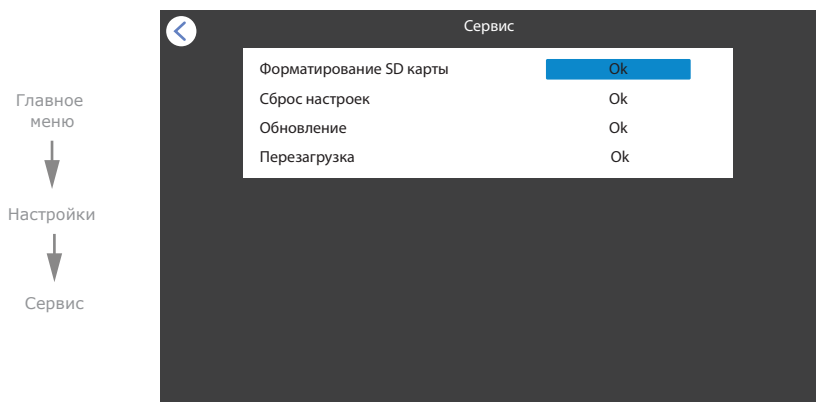 Главное
меню
Настройки
Сервис
Сервис
Форматирование SD карты Ok
Сброс настроек Ok
Обновление Ok
Перезагрузка Ok